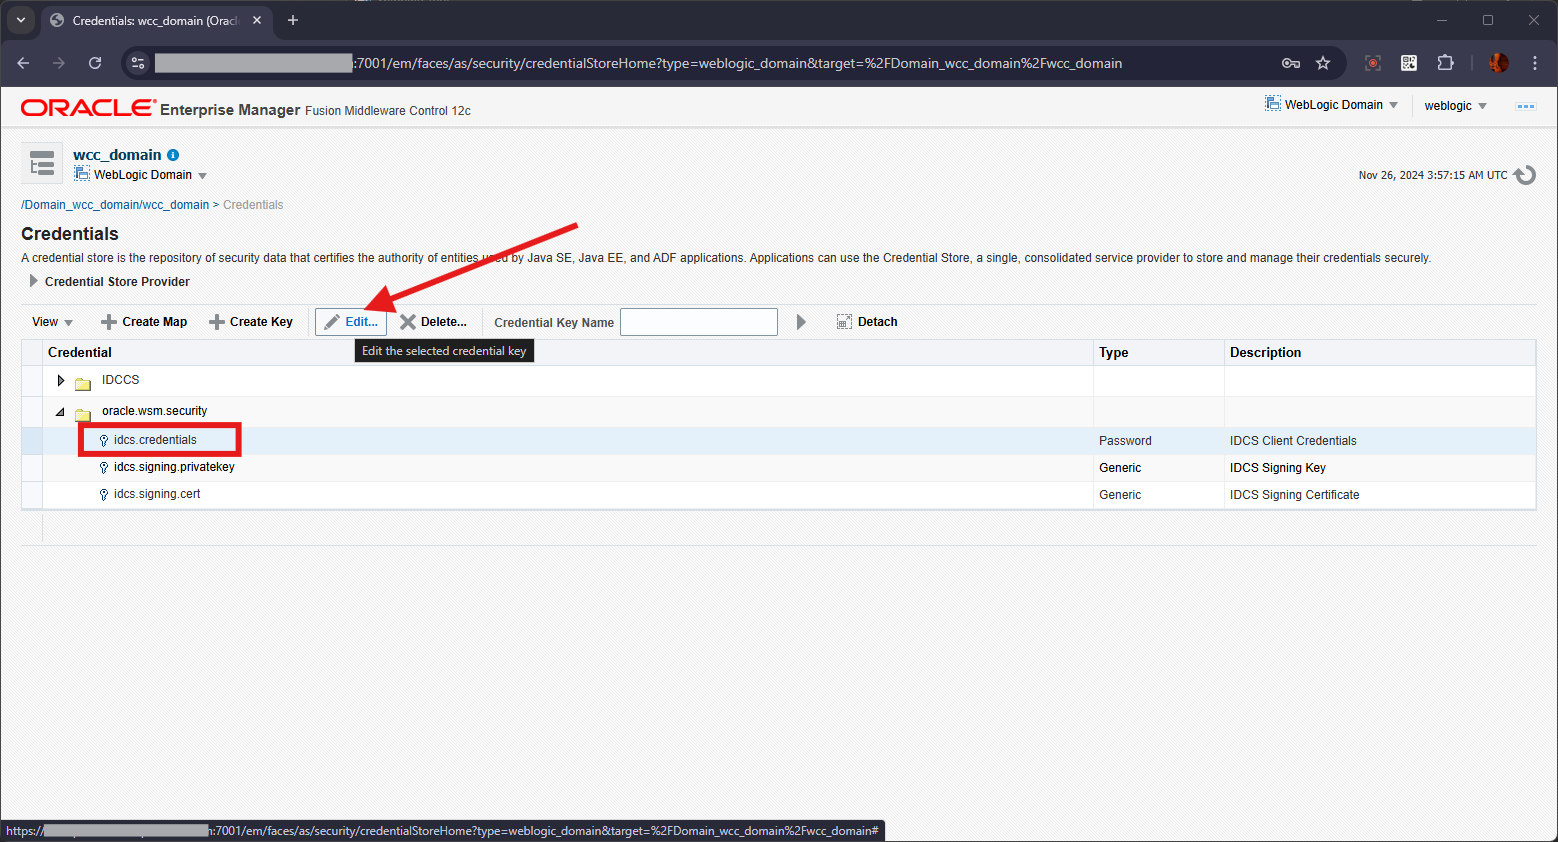 Credentials: wcc_domain (Orac
:7001/em/faces/as/security/credentialStoreHome?type=weblogic_domain&target=%2FDomain_wcc_domain%2Fwcc_domain
ORACLE Enterprise Manager Fusion Middleware Control 12c
WebLogic Domain
weblogic
wcc_domain
WebLogic Domain
Nov 26, 2024 3:57:15 AM UTC
/Domain_wcc_domain/wcc_domain > Credentials
Credentials
A credential store is the repository of security data that certifies the authority of entities used by Java SE, Java EE, and ADF applications. Applications can use the Credential Store, a single, consolidated service provider to store and manage their credentials securely.
Credential Store Provider
View Create Map Create Key Edit... Delete... Credential Key Name Detach
Edit the selected credential key
Credential Type Description
IDCCS
oracle.wsm.security
idcs.credentials Password IDCS Client Credentials
idcs.signing.privatekey Generic IDCS Signing Key
idcs.signing.cert Generic IDCS Signing Certificate
https:// :7001/em/faces/as/security/credentialStoreHome?type=weblogic_domain&target=%2FDomain_wcc_domain%2Fwcc_domain#